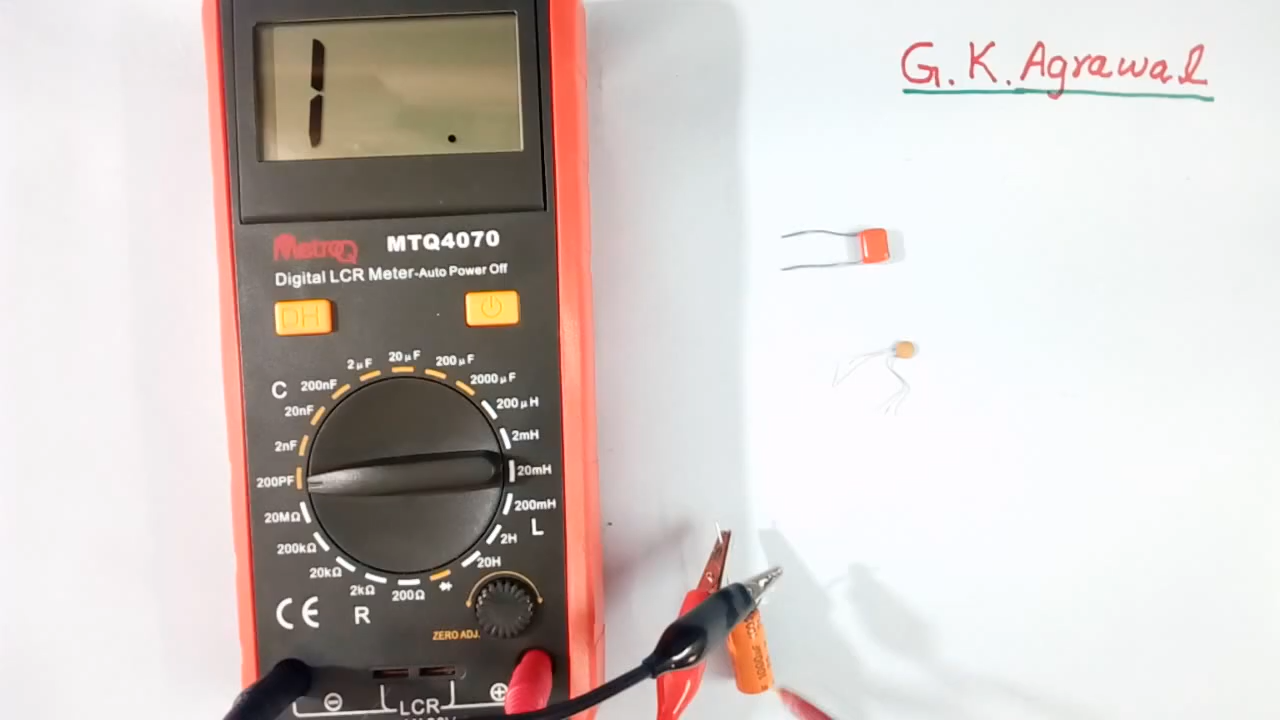 1 .
G. K. Agrawal
MetroQ MTQ4070
Digital LCR Meter-Auto Power Off
DH
2µF 20µF 200µF
C 200nF 2000µF
20nF 200µH
2nF 2mH
200PF 20mH
20MΩ 200mH
200kΩ 2H L
20kΩ 20H
2kΩ 200Ω
CE R
ZERO ADJ.
LCR